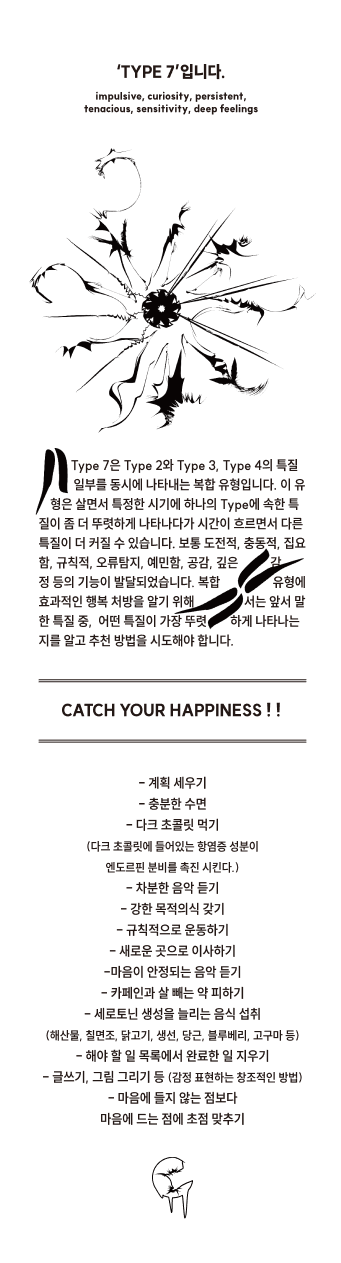 ‘TYPE 7’입니다.
impulsive, curiosity, persistent,
tenacious, sensitivity, deep feelings
Type 7은 Type 2와 Type 3, Type 4의 특질
일부를 동시에 나타내는 복합 유형입니다. 이 유
형은 살면서 특정한 시기에 하나의 Type에 속한 특
질이 좀 더 뚜렷하게 나타나다가 시간이 흐르면서 다른
특질이 더 커질 수 있습니다. 보통 도전적, 충동적, 집요
함, 규칙적, 오류탐지, 예민함, 공감, 깊은 감
정 등의 기능이 발달되었습니다. 복합 유형에
효과적인 행복 처방을 알기 위해 서는 앞서 말
한 특질 중, 어떤 특질이 가장 뚜렷 하게 나타나는
지를 알고 추천 방법을 시도해야 합니다.
CATCH YOUR HAPPINESS ! !
- 계획 세우기
- 충분한 수면
- 다크 초콜릿 먹기
(다크 초콜릿에 들어있는 항염증 성분이
엔도르핀 분비를 촉진 시킨다.)
- 차분한 음악 듣기
- 강한 목적의식 갖기
- 규칙적으로 운동하기
- 새로운 곳으로 이사하기
-마음이 안정되는 음악 듣기
- 카페인과 살 빼는 약 피하기
- 세로토닌 생성을 늘리는 음식 섭취
(해산물, 칠면조, 닭고기, 생선, 당근, 블루베리, 고구마 등)
- 해야 할 일 목록에서 완료한 일 지우기
- 글쓰기, 그림 그리기 등 (감정 표현하는 창조적인 방법)
- 마음에 들지 않는 점보다
마음에 드는 점에 초점 맞추기